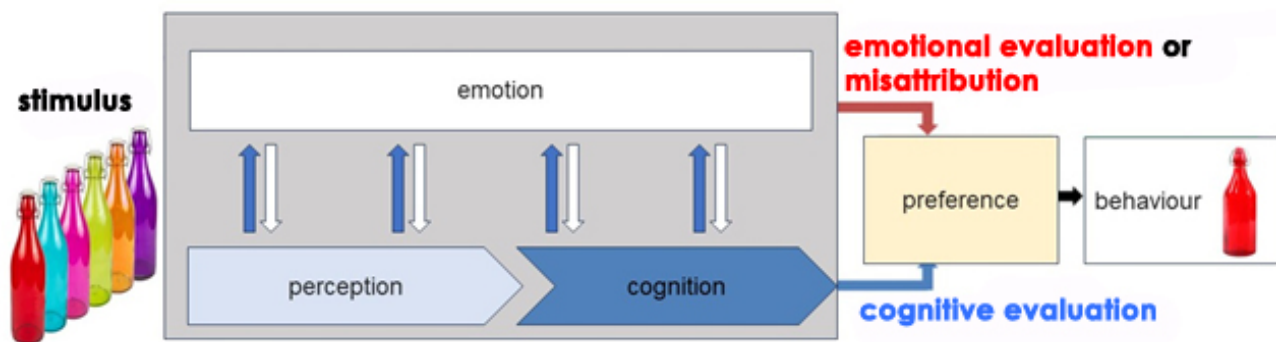 stimulus
emotion
perception
cognition
emotional evaluation or
misattribution
preference
behaviour
cognitive evaluation